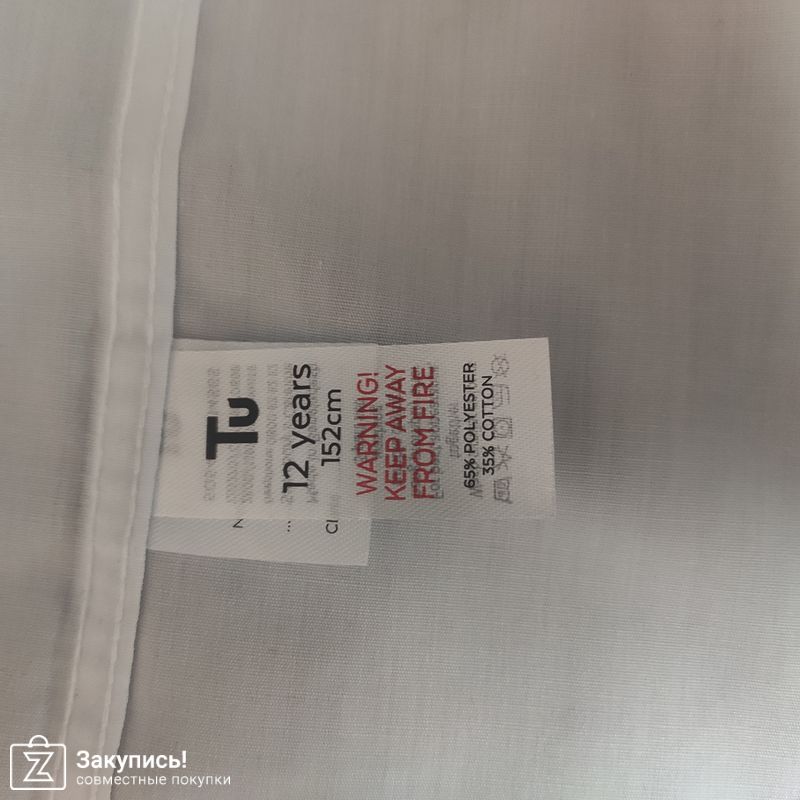 Tu
12 years
152cm
WARNING!
KEEP AWAY
FROM FIRE
65% POLYESTER
35% COTTON
Закупись!
совместные покупки